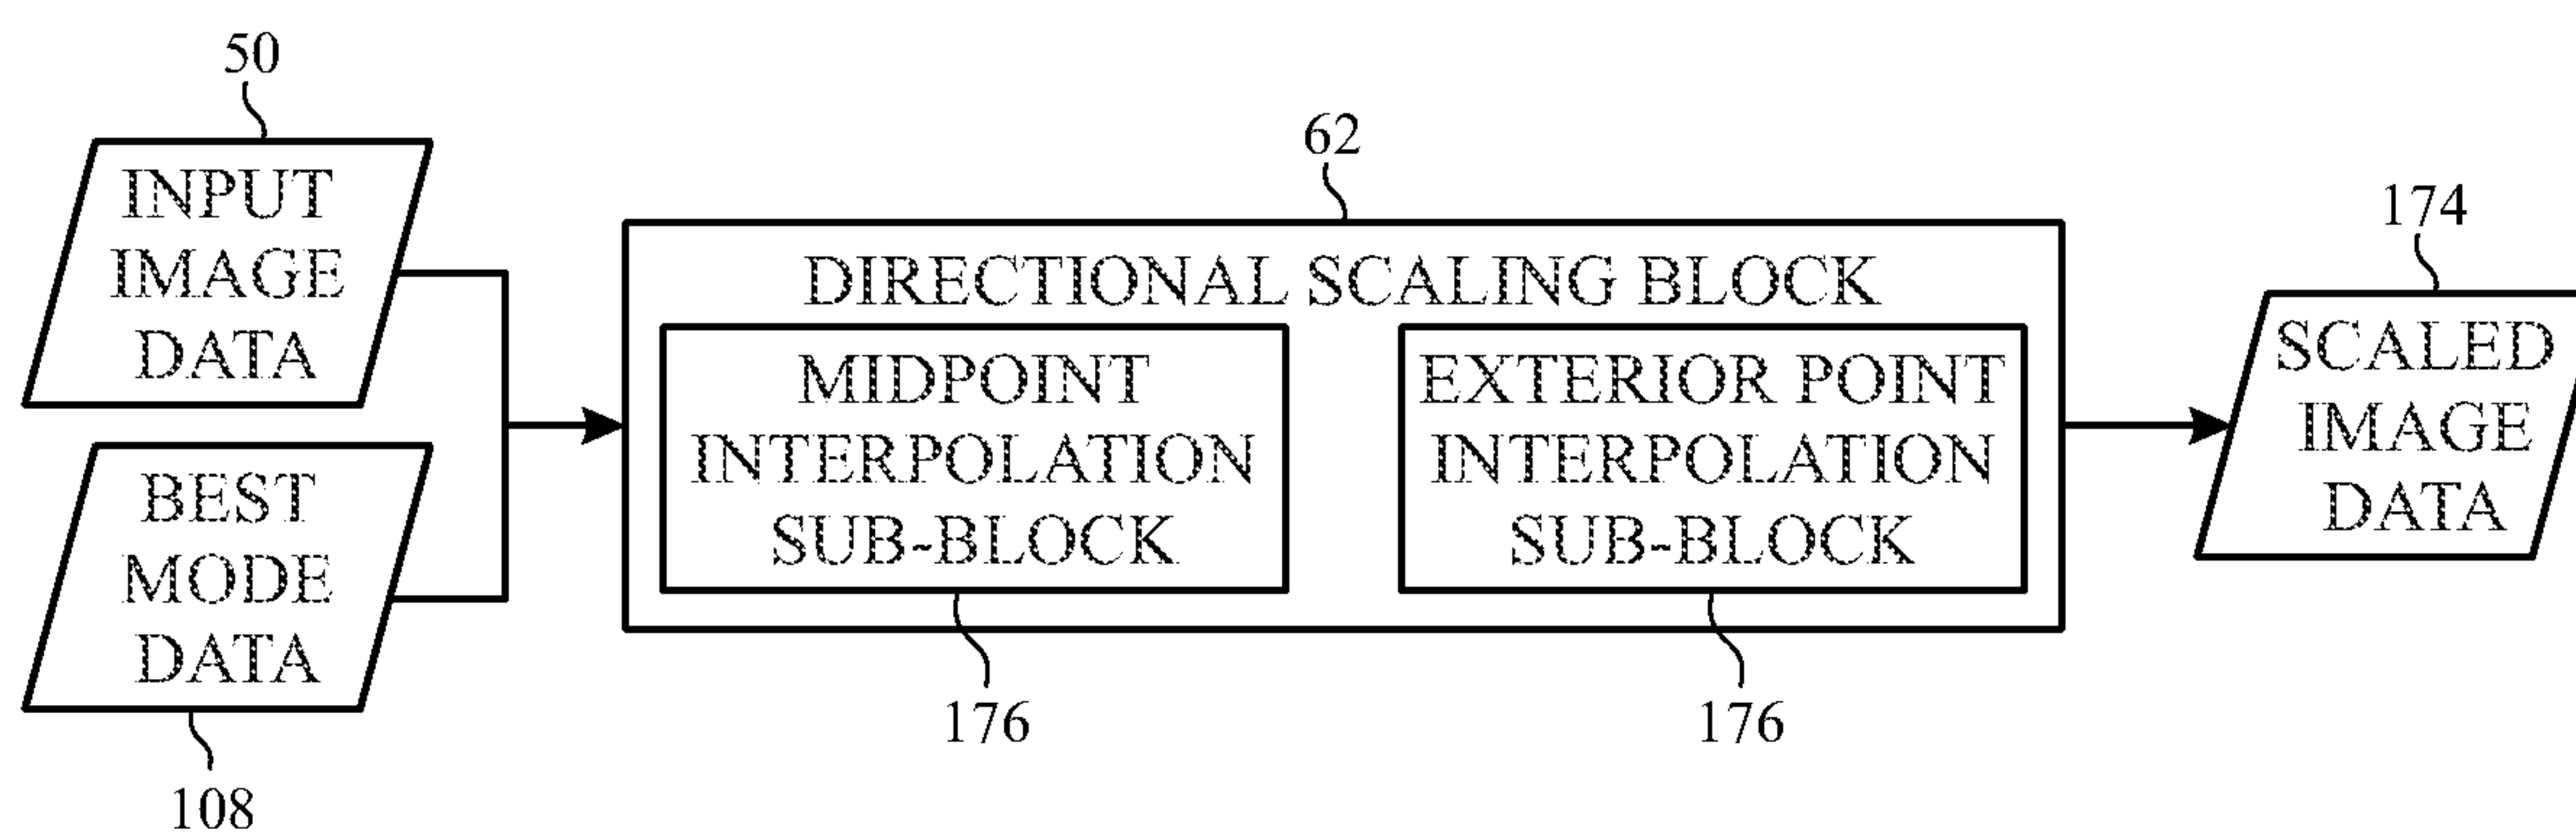 50
INPUT
IMAGE
DATA
BEST
MODE
DATA
108
62
DIRECTIONAL SCALING BLOCK
MIDPOINT
INTERPOLATION
SUB-BLOCK
176
EXTERIOR POINT
INTERPOLATION
SUB-BLOCK
176
174
SCALED
IMAGE
DATA